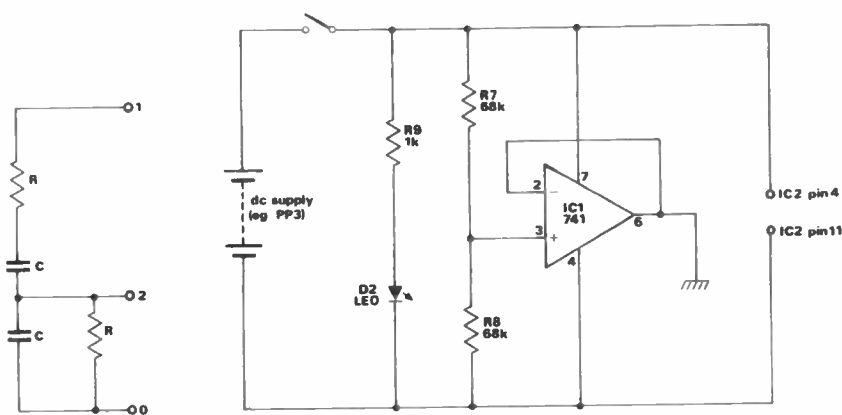 1
R
C
2
C
R
0
dc supply
(eg PP3)
R9
1k
D2
LED
R7
68k
R8
68k
2
−
7
IC1
741
6
3
+
4
IC2 pin 4
IC2 pin 11